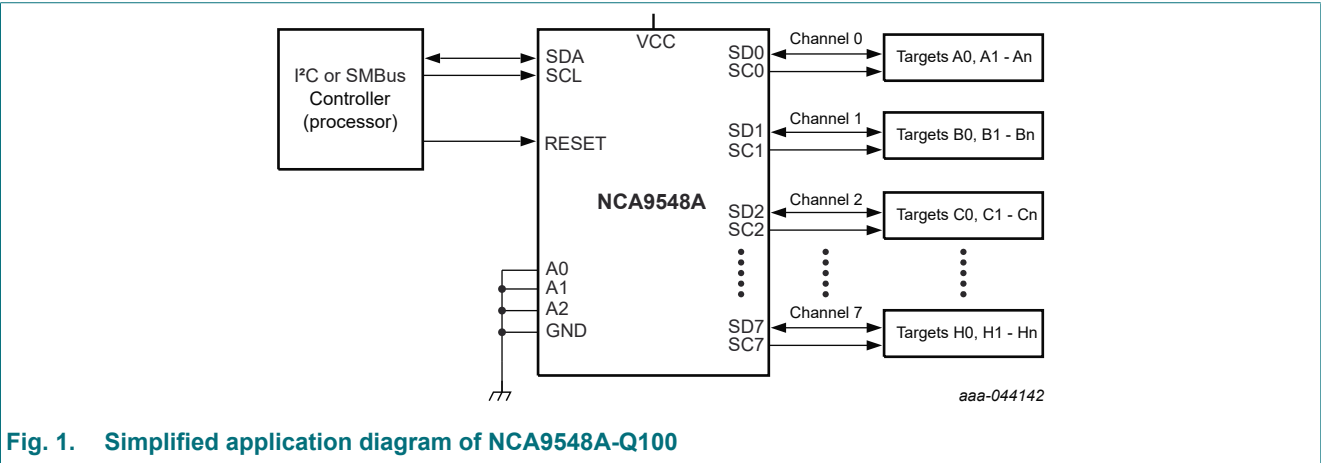 VCC
I²C or SMBus
Controller
(processor)
SDA
SCL
RESET
NCA9548A
A0
A1
A2
GND
SD0
SC0
Channel 0
Targets A0, A1 - An
SD1
SC1
Channel 1
Targets B0, B1 - Bn
SD2
SC2
Channel 2
Targets C0, C1 - Cn
SD7
SC7
Channel 7
Targets H0, H1 - Hn
aaa-044142
Fig. 1. Simplified application diagram of NCA9548A-Q100